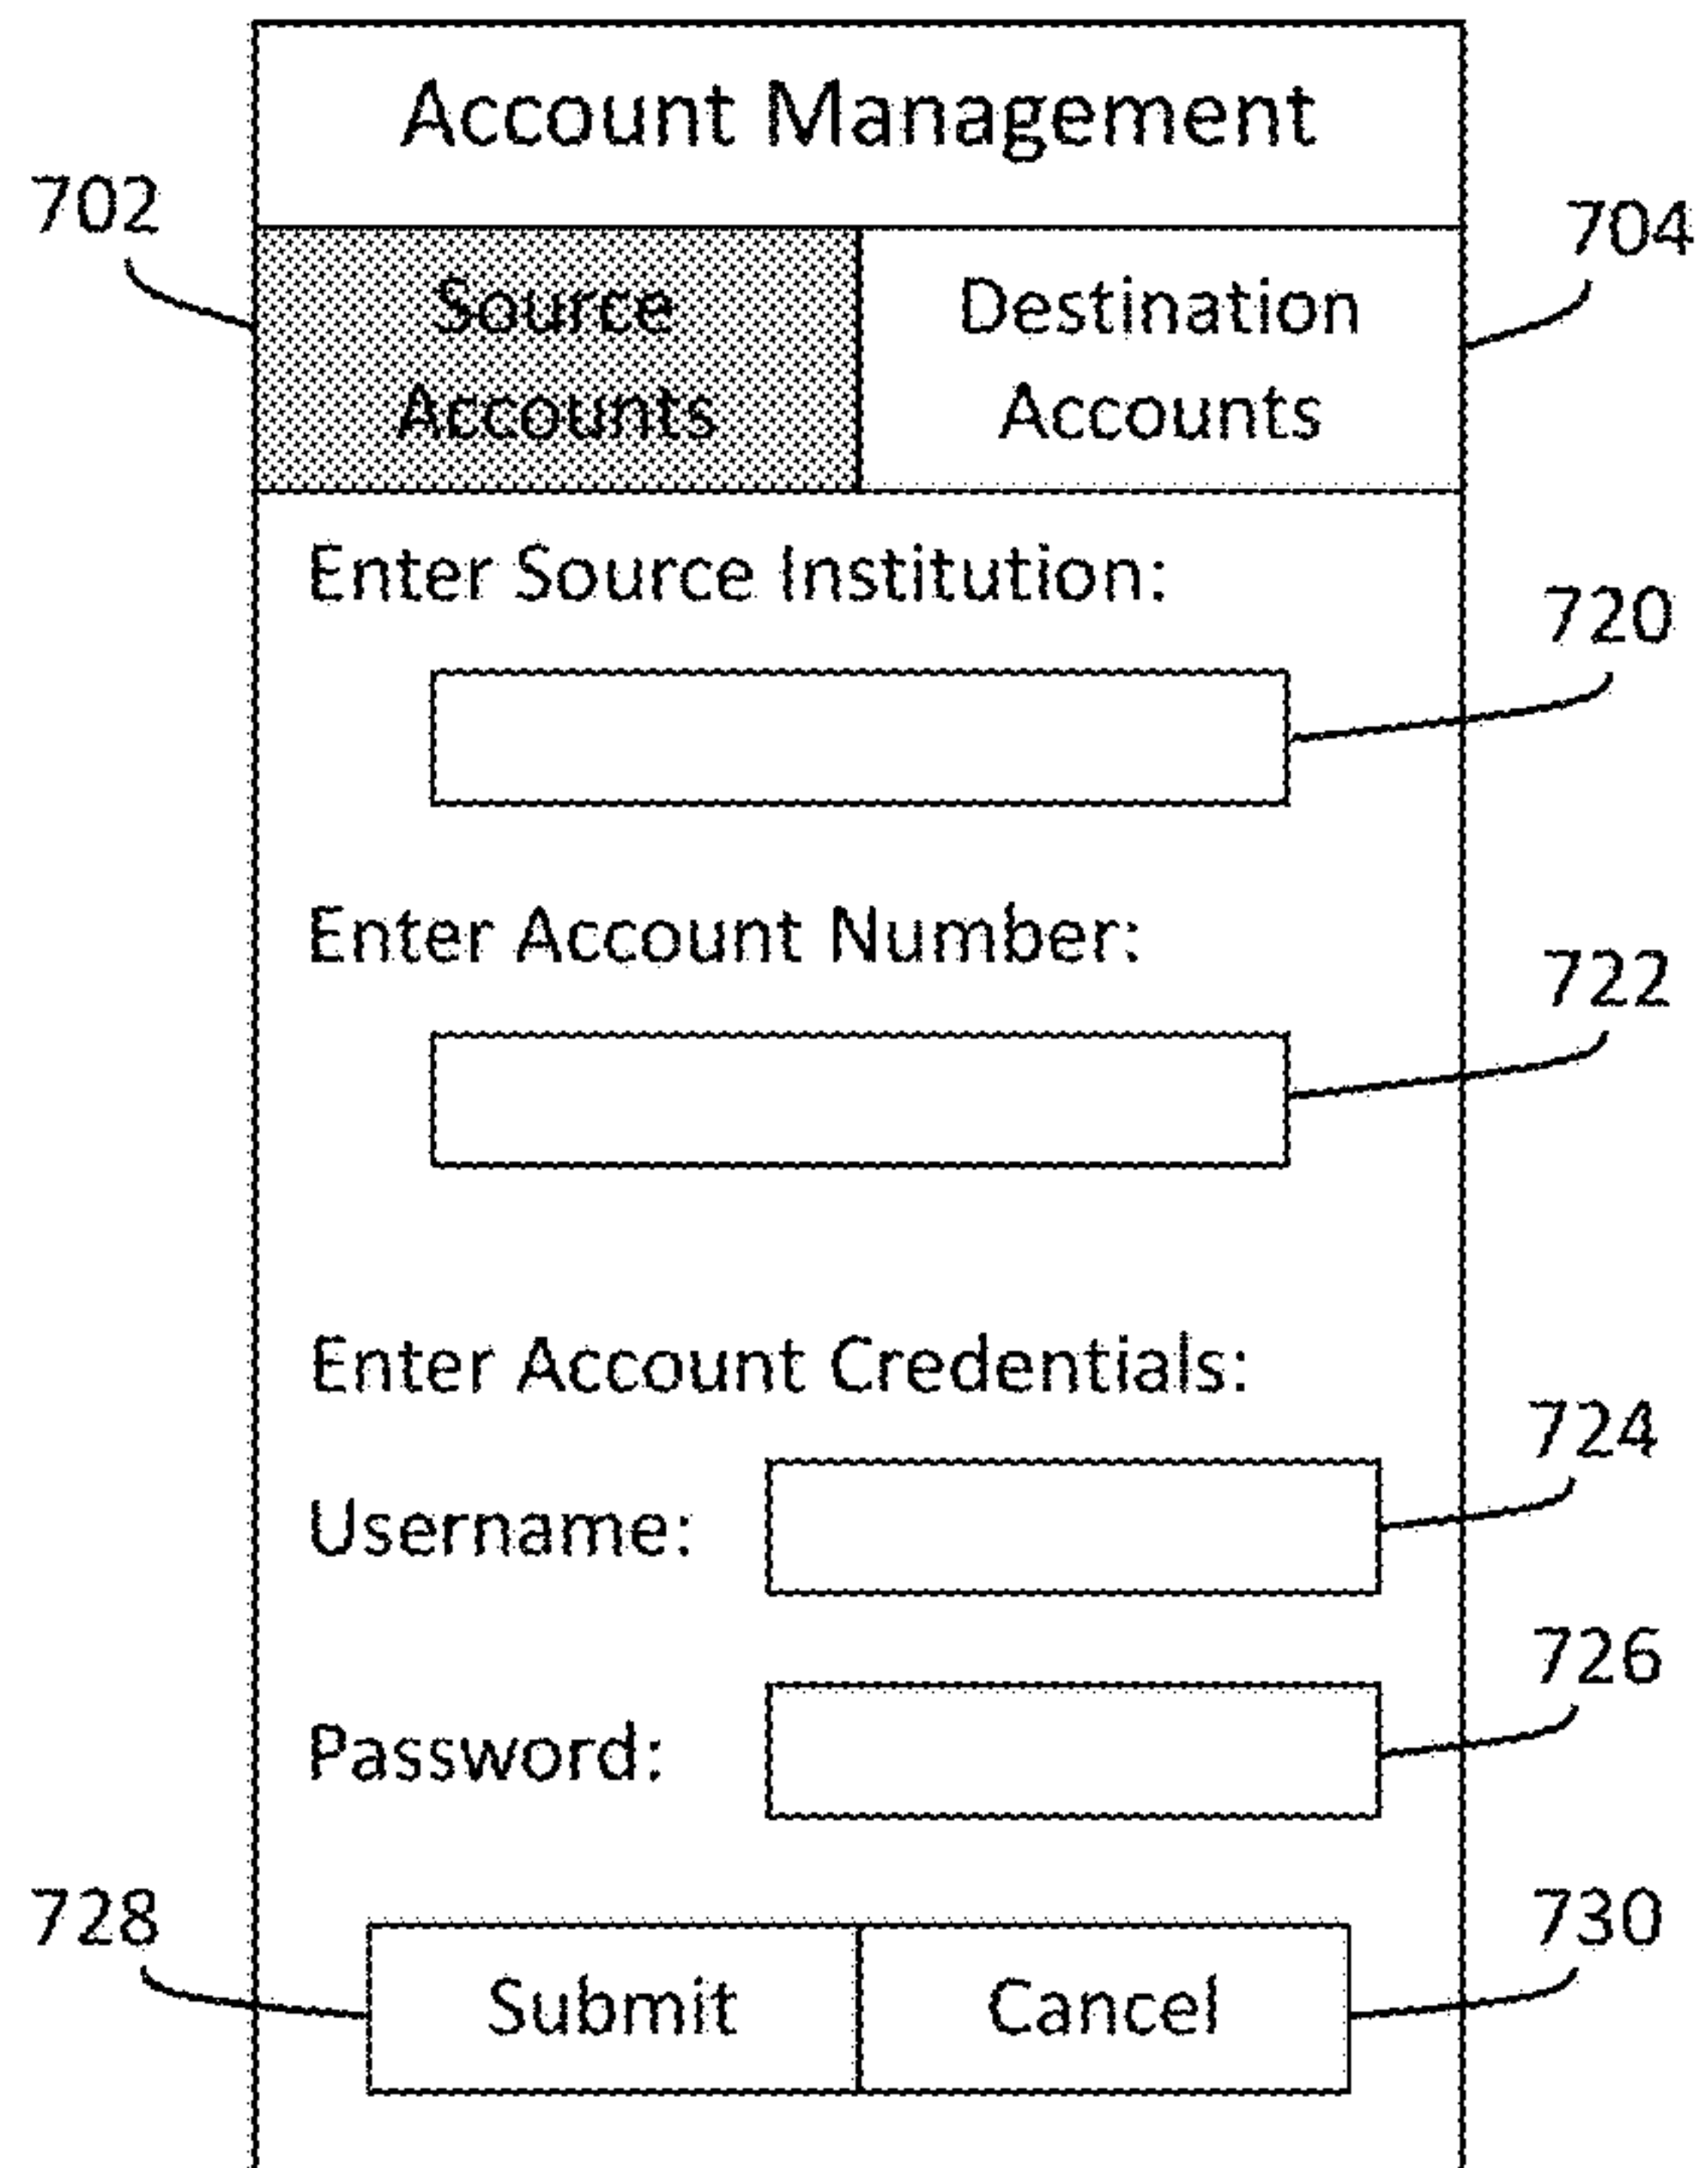 Account Management
702
704
Source
Accounts
Destination
Accounts
Enter Source Institution:
720
Enter Account Number:
722
Enter Account Credentials:
724
Username:
726
Password:
728
730
Submit
Cancel